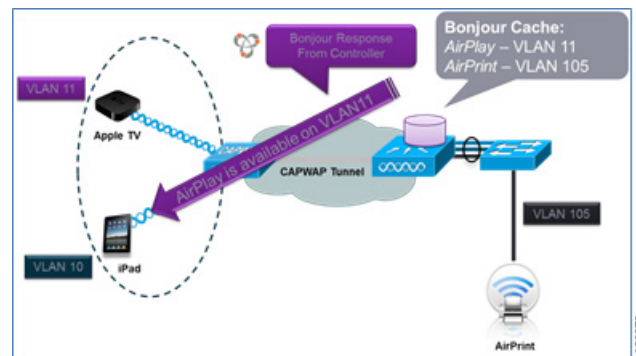 Bonjour Response
From Controller
Bonjour Cache:
AirPlay – VLAN 11
AirPrint – VLAN 105
VLAN 11
Apple TV
AirPlay is available on VLAN11
CAPWAP Tunnel
VLAN 105
VLAN 10
iPad
AirPrint